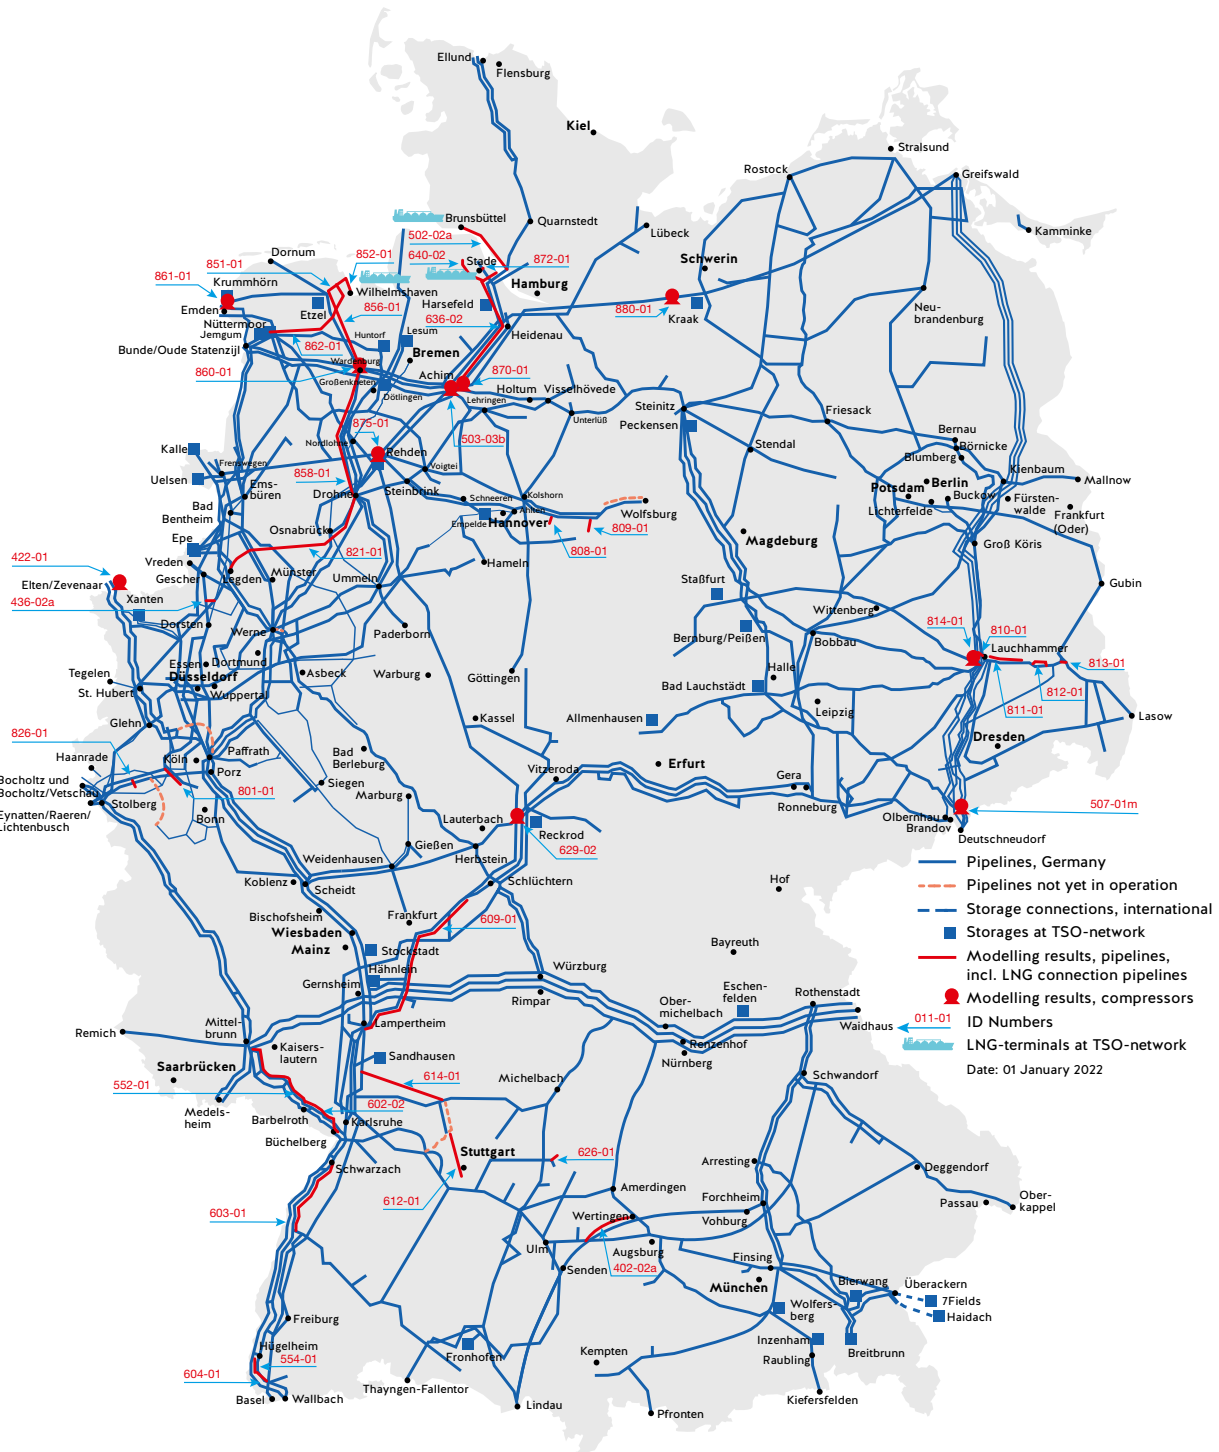 Ellund
Flensburg
Kiel
Stralsund
Rostock
Greifswald
Brunsbüttel
Quarnstedt
Lübeck
Kamminke
502-02a
640-02
Stade
872-01
Schwerin
Dornum
851-01
852-01
861-01
Krummhörn
Wilhelmshaven
Hamburg
Emden
Etzel
856-01
Harsefeld
880-01
Kraak
Neu-
brandenburg
Nüttermoor
Jemgum
636-02
Heidenau
Huntorf
Lesum
Bunde/Oude Statenzijl
862-01
Bremen
Wardenburg
860-01
Achim
870-01
Großenkneten
Dötlingen
Holtum
Visselhövede
Lehringen
Unterlüß
Steinitz
Peckensen
Friesack
875-01
503-03b
Stendal
Bernau
Börnicke
Blumberg
Nordlohne
Rehden
Kalle
Frenswegen
Voigtei
Kienbaum
Mallnow
Uelsen
858-01
Ems-
büren
Drohne
Steinbrink
Schneeren
Kolshorn
Potsdam
Berlin
Buckow
Fürsten-
walde
Lichterfelde
Frankfurt
(Oder)
Bad
Bentheim
Ahlten
Empelde
Hannover
Wolfsburg
809-01
808-01
Osnabrück
Magdeburg
Epe
821-01
Groß Köris
422-01
Vreden
Gescher
Legden
Münster
Ummeln
Hameln
Elten/Zevenaar
Xanten
Staßfurt
Gubin
436-02a
Dorsten
Werne
Paderborn
Wittenberg
814-01
810-01
Lauchhammer
Bernburg/Peißen
Bobbau
Essen
Dortmund
813-01
Tegelen
Düsseldorf
Asbeck
Warburg
Göttingen
Halle
St. Hubert
Wuppertal
Bad Lauchstädt
812-01
811-01
Leipzig
Glehn
Kassel
Allmenhausen
Lasow
826-01
Dresden
Haanrade
Köln
Paffrath
Bad
Berleburg
Porz
Erfurt
Vitzeroda
Gera
Bocholtz und
Bocholtz/Vetschau
801-01
Siegen
Marburg
Ronneburg
507-01m
Stolberg
Eynatten/Raeren/
Lichtenbusch
Bonn
Lauterbach
Reckrod
Olbernhau
Brandov
Deutschneudorf
Gießen
629-02
Weidenhausen
Herbstein
Pipelines, Germany
Koblenz
Scheidt
Schlüchtern
Hof
Pipelines not yet in operation
Bischofsheim
Frankfurt
609-01
Storage connections, international
Wiesbaden
Mainz
Storages at TSO-network
Stockstadt
Bayreuth
Modelling results, pipelines,
incl. LNG connection pipelines
Hähnlein
Gernsheim
Würzburg
Eschen-
felden
Modelling results, compressors
Rimpar
Ober-
michelbach
Rothenstadt
Waidhaus
011-01
ID Numbers
Remich
Mittel-
brunn
Lampertheim
Kaisers-
lautern
Renzenhof
Nürnberg
LNG-terminals at TSO-network
Date: 01 January 2022
Saarbrücken
Sandhausen
614-01
Michelbach
Schwandorf
552-01
602-02
Medels-
heim
Barbelroth
Karlsruhe
Büchelberg
Stuttgart
626-01
Arresting
Schwarzach
Deggendorf
612-01
Amerdingen
Forchheim
Passau
Ober-
kappel
603-01
Wertingen
Vohburg
Ulm
Augsburg
402-02a
Senden
Finsing
München
Bierwang
Überackern
7Fields
Haidach
Wolfers-
berg
Freiburg
Hügelheim
554-01
Fronhofen
Inzenham
Raubling
Breitbrunn
604-01
Kempten
Basel
Wallbach
Thayngen-Fallentor
Lindau
Kiefersfelden
Pfronten